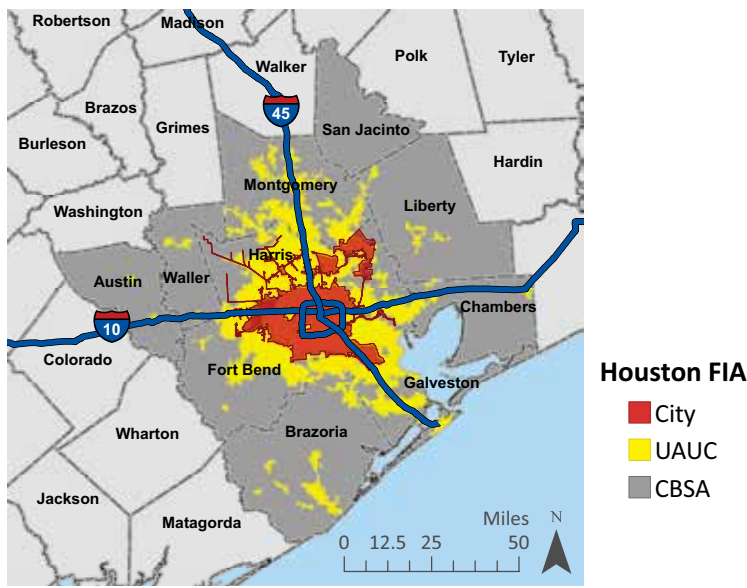 Robertson
Madison
Polk
Tyler
Walker
Brazos
45
Grimes
San Jacinto
Burleson
Hardin
Montgomery
Liberty
Washington
Harris
Austin
Waller
Chambers
10
Colorado
Fort Bend
Galveston
Houston FIA
City
UAUC
CBSA
Brazoria
Wharton
Jackson
Matagorda
Miles
N
0 12.5 25 50